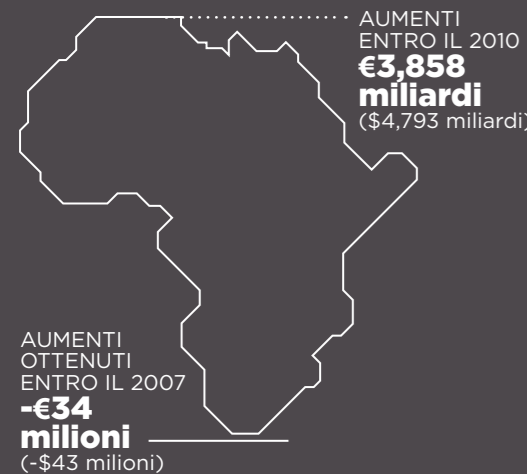 AUMENTI
ENTRO IL 2010
€3,858
miliardi
($4,793 miliardi)
AUMENTI
OTTENUTI
ENTRO IL 2007
-€34
milioni
(-$43 milioni)